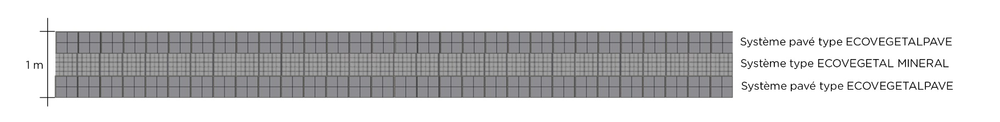 Système pavé type ECOVEGETALPAVE
1 m
Système type ECOVEGETAL MINERAL
Système pavé type ECOVEGETALPAVE